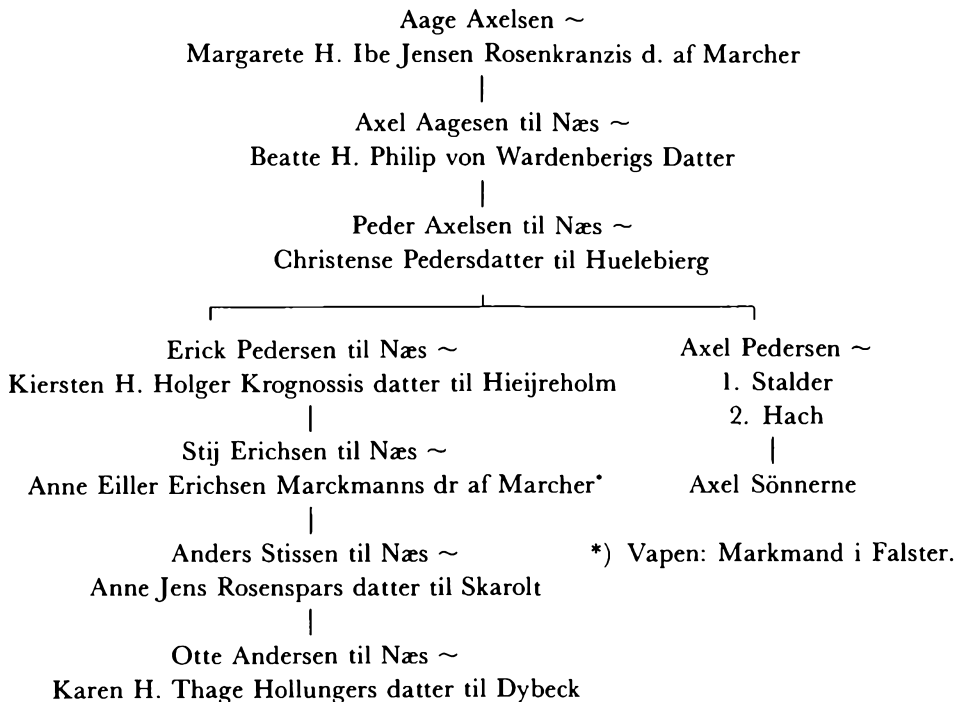 Aage Axelsen ~
Margarete H. Ibe Jensen Rosenkranzis d. af Marcher
Axel Aagesen til Næs ~
Beatte H. Philip von Wardenberigs Datter
Peder Axelsen til Næs ~
Christense Pedersdatter til Huelebierg
Erick Pedersen til Næs ~
Kiersten H. Holger Krognossis datter til Hieijreholm
Stij Erichsen til Næs ~
Anne Eiller Erichsen Marckmanns dr af Marcher*
Anders Stissen til Næs ~
Anne Jens Rosenspars datter til Skarolt
Otte Andersen til Næs ~
Karen H. Thage Hollungers datter til Dybeck
Axel Pedersen ~
1. Stalder
2. Hach
Axel Sönnerne
*) Vapen: Markmand i Falster.